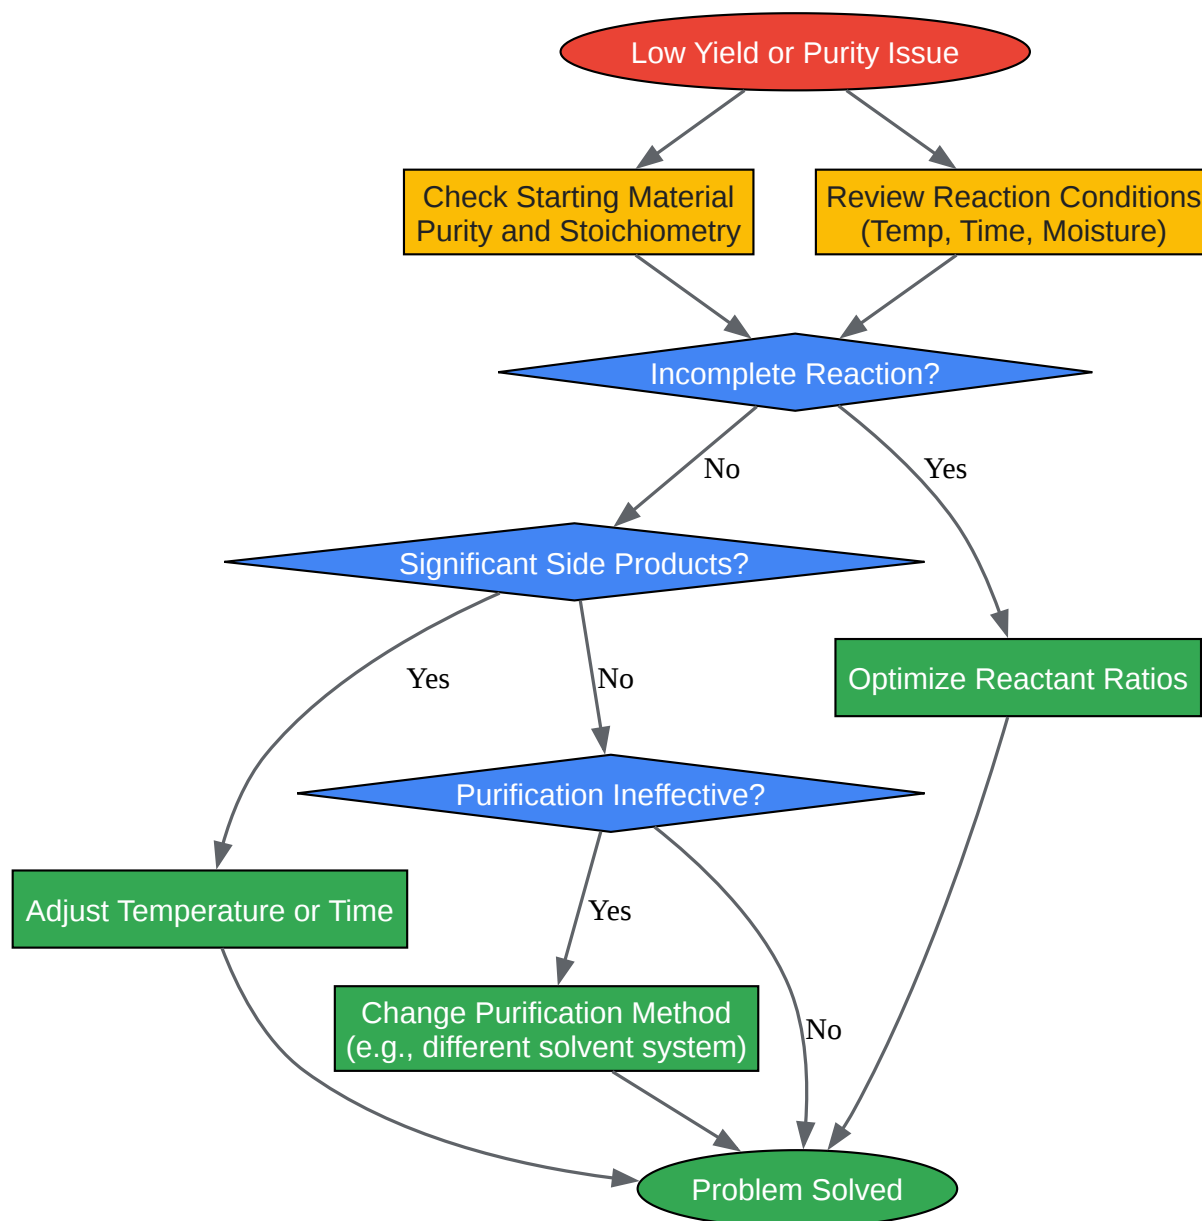 Low Yield or Purity Issue
Check Starting Material
Purity and Stoichiometry
Review Reaction Conditions
(Temp, Time, Moisture)
Incomplete Reaction?
No
Yes
Significant Side Products?
Yes
No
Optimize Reactant Ratios
Purification Ineffective?
Adjust Temperature or Time
Yes
Change Purification Method
(e.g., different solvent system)
No
Problem Solved